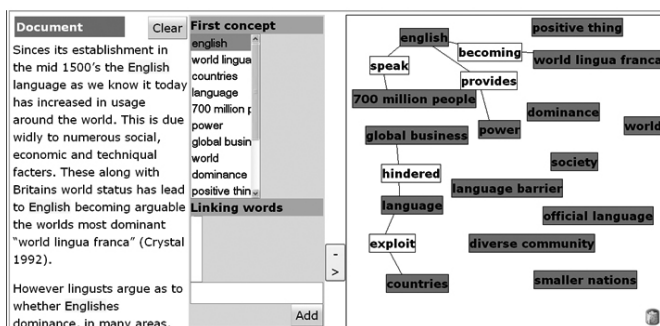 Document
Clear
Sinces its establishment in
the mid 1500's the English
language as we know it today
has increased in usage
around the world. This is due
widly to numerous social,
economic and techniqual
facters. These along with
Britains world status has lead
to English becoming arguable
the worlds most dominant
"world lingua franca" (Crystal
1992).
However lingusts argue as to
whether Englishes
dominance, in many areas,
First concept
english
world lingua
countries
language
700 million p
power
global busin
world
dominance
positive thin
Linking words
Add
-
>
english
positive thing
becoming
world lingua franca
speak
provides
700 million people
dominance
global business
power
world
society
hindered
language barrier
language
official language
exploit
diverse community
countries
smaller nations